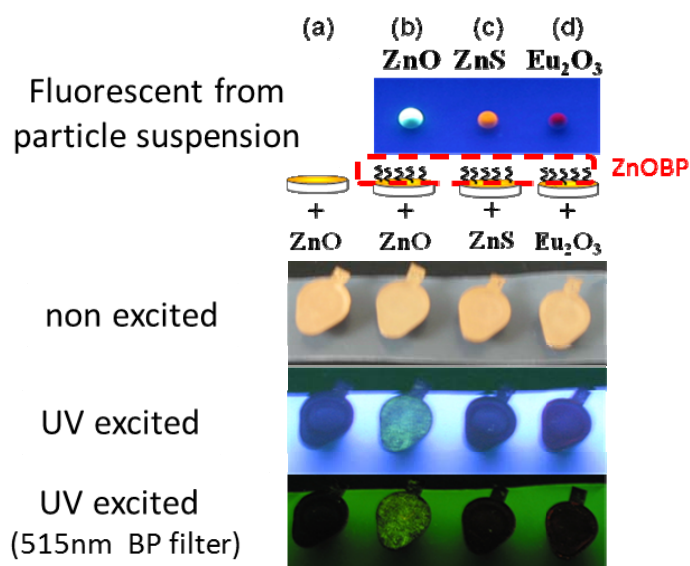 (a) (b) (c) (d)
ZnO ZnS Eu₂O₃
Fluorescent from
particle suspension
ZnOBP
+ + + +
ZnO ZnO ZnS Eu₂O₃
non excited
UV excited
UV excited
(515nm BP filter)